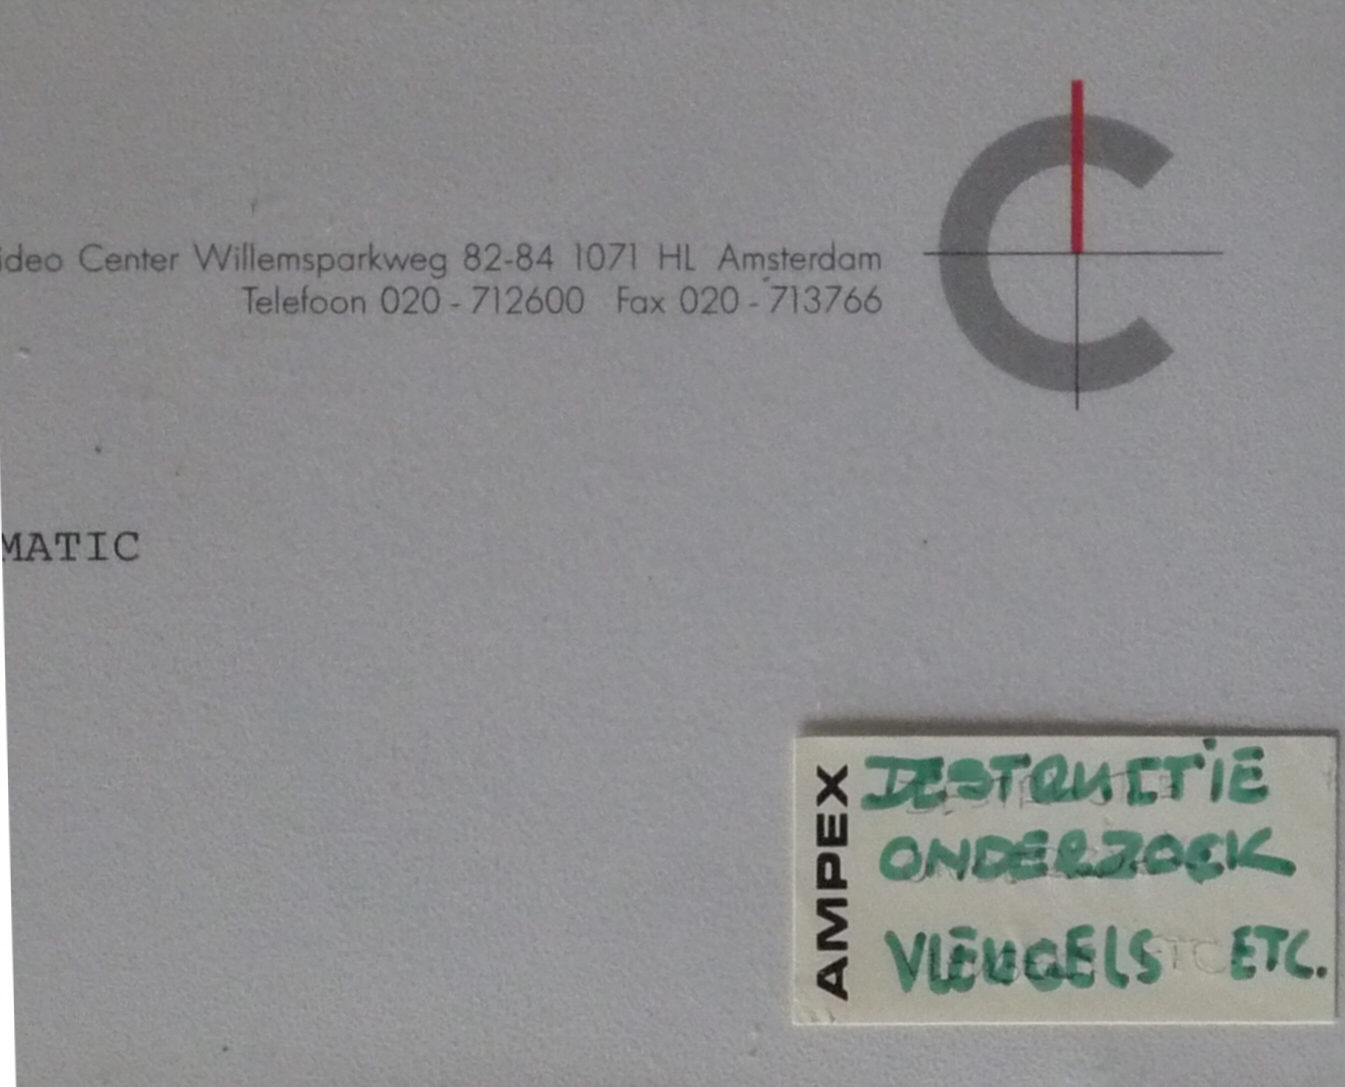 ideo Center Willemsparkweg 82-84 1071 HL Amsterdam
Telefoon 020 - 712600 Fax 020 - 713766
MATIC
AMPEX
DESTRUCTIE
ONDERZOEK
VLEUGELS ETC.